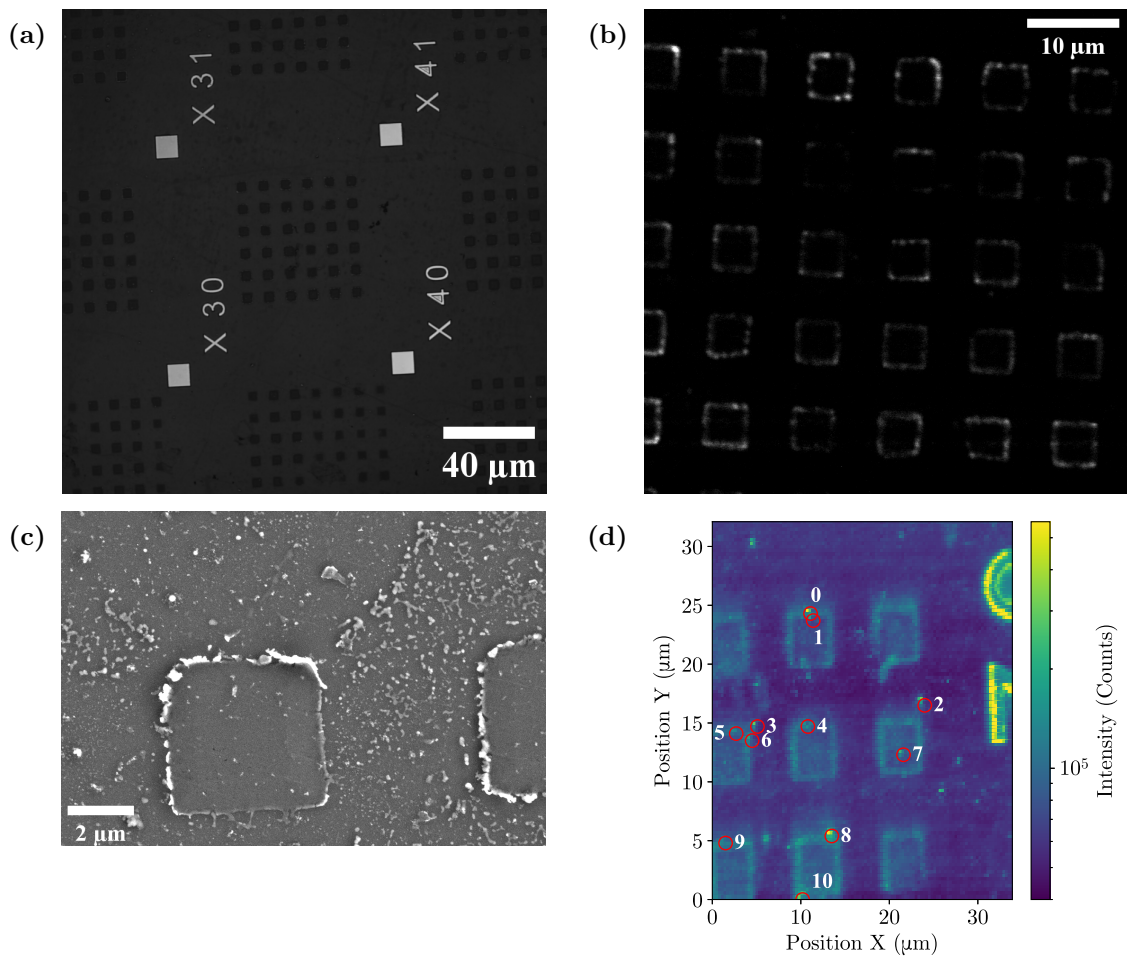 (a)
X 31
X 41
X 30
X 40
40 µm
(b)
10 µm
(c)
2 µm
(d)
Position Y (µm)
30
25
20
15
10
5
0
0
10
20
30
Position X (µm)
0
1
2
3
4
5
6
7
8
9
10
10⁵
Intensity (Counts)